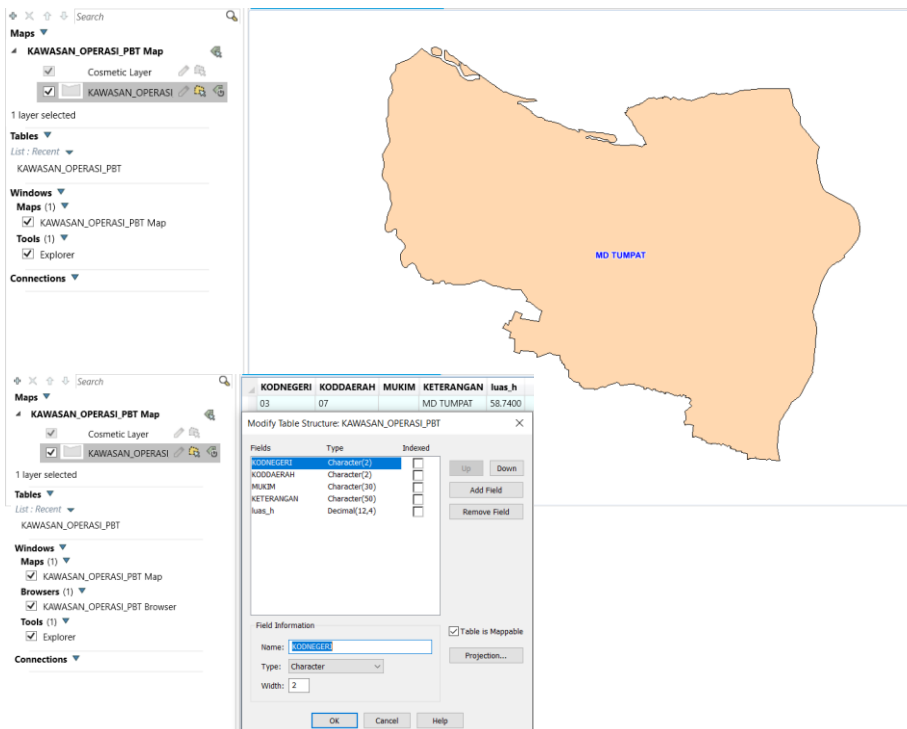 Search
Maps
KAWASAN_OPERASI_PBT Map
Cosmetic Layer
KAWASAN_OPERASI
1 layer selected
Tables
List : Recent
KAWASAN_OPERASI_PBT
Windows
Maps (1)
KAWASAN_OPERASI_PBT Map
Tools (1)
Explorer
Connections
MD TUMPAT
Search
Maps
KAWASAN_OPERASI_PBT Map
Cosmetic Layer
KAWASAN_OPERASI
1 layer selected
Tables
List : Recent
KAWASAN_OPERASI_PBT
Windows
Maps (1)
KAWASAN_OPERASI_PBT Map
Browsers (1)
KAWASAN_OPERASI_PBT Browser
Tools (1)
Explorer
Connections
KODNEGERI KODDAERAH MUKIM KETERANGAN luas_h
03 07 MD TUMPAT 58.7400
Modify Table Structure: KAWASAN_OPERASI_PBT
Fields Type Indexed
KODNEGERI Character(2)
KODDAERAH Character(2)
MUKIM Character(30)
KETERANGAN Character(50)
luas_h Decimal(12,4)
Up Down
Add Field
Remove Field
Field Information
Name: KODNEGERI
Type: Character
Width: 2
Table is Mappable
Projection...
OK Cancel Help